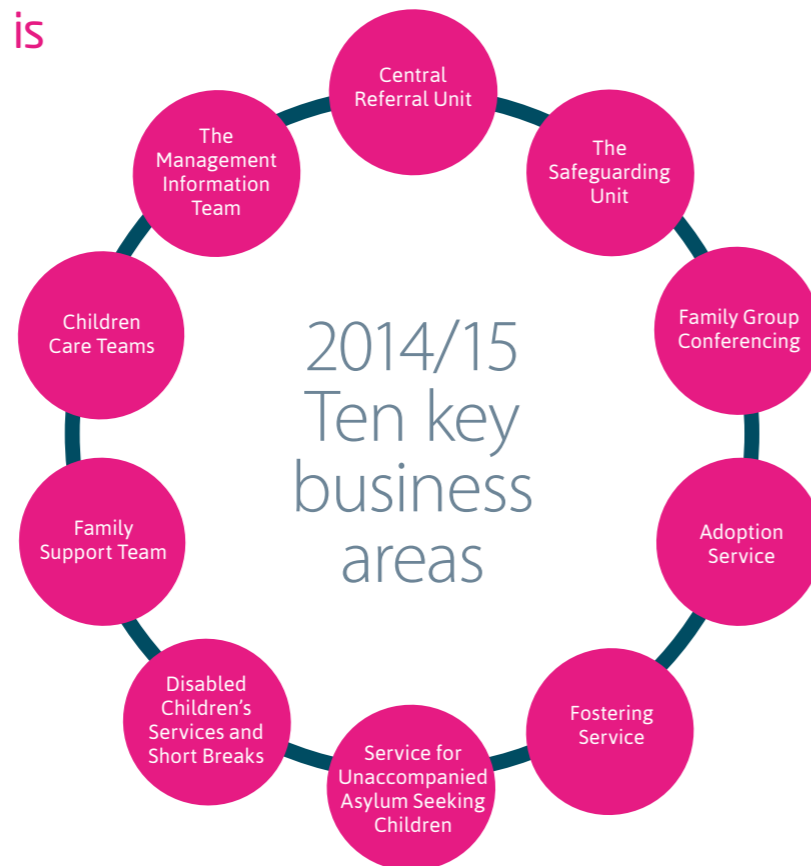 is
Central
Referral Unit
The
Safeguarding
Unit
Family Group
Conferencing
Adoption
Service
Fostering
Service
Service for
Unaccompanied
Asylum Seeking
Children
Disabled
Children’s
Services and
Short Breaks
Family
Support Team
Children
Care Teams
The
Management
Information
Team
2014/15
Ten key
business
areas